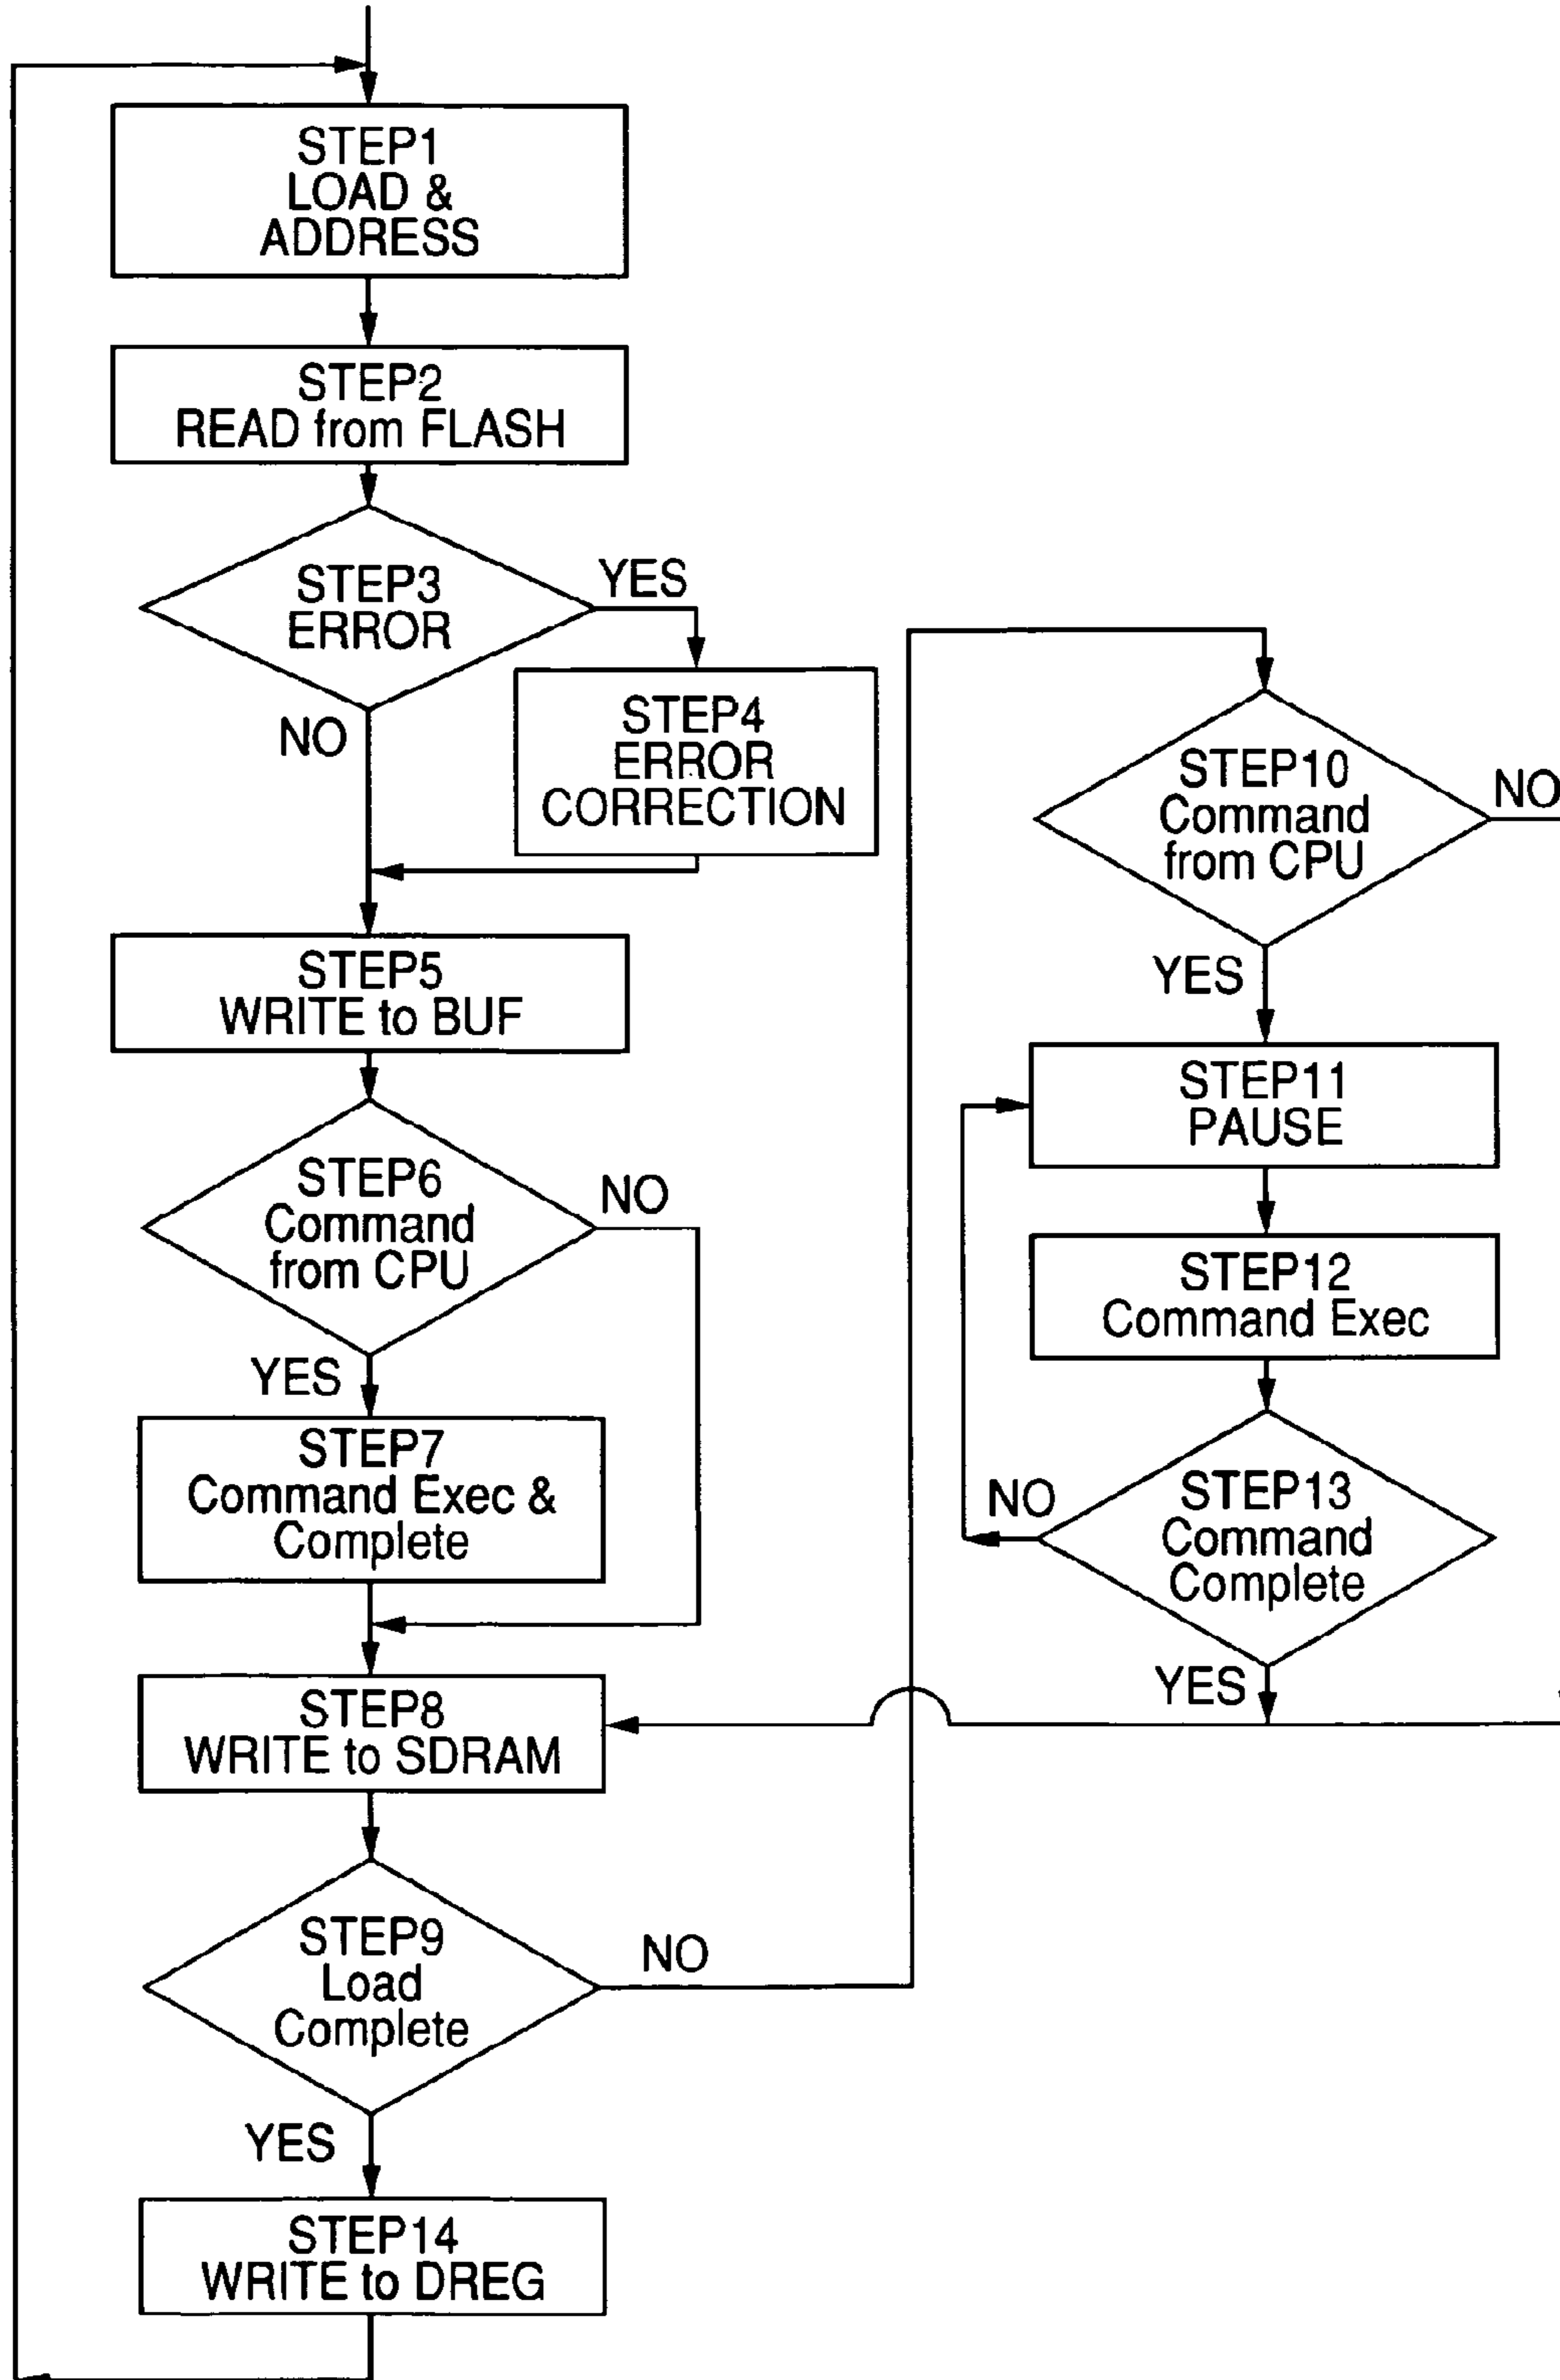 STEP1
LOAD &
ADDRESS
STEP2
READ from FLASH
STEP3
ERROR
YES
NO
STEP4
ERROR
CORRECTION
STEP5
WRITE to BUF
STEP6
Command
from CPU
NO
YES
STEP7
Command Exec &
Complete
STEP8
WRITE to SDRAM
STEP9
Load
Complete
NO
YES
STEP14
WRITE to DREG
STEP10
Command
from CPU
NO
YES
STEP11
PAUSE
STEP12
Command Exec
STEP13
Command
Complete
NO
YES